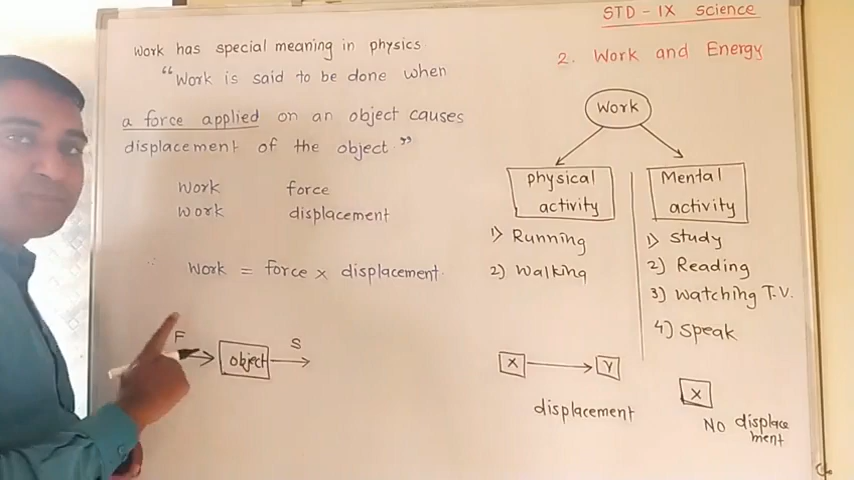 STD - IX Science
2. Work and Energy
Work has special meaning in physics
"Work is said to be done when
a force applied on an object causes
displacement of the object."
Work force
work displacement
∴ Work = force × displacement.
F
object
S
Work
physical
activity
1) Running
2) Walking
Mental
activity
1) Study
2) Reading
3) Watching T.V.
4) Speak
X
Y
displacement
X
No displace
ment